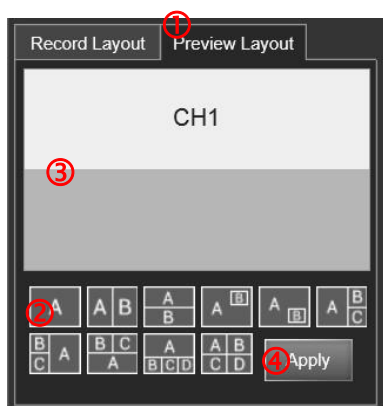 ①
Record Layout Preview Layout
CH1
③
② A A B A B A B A B A B C
B C A B C A A B C D A B C D ④ Apply